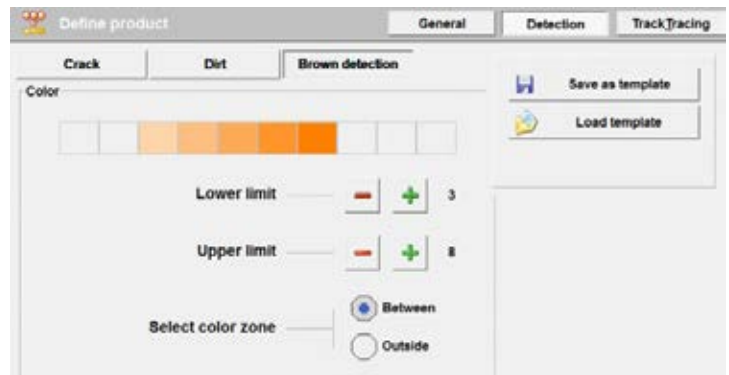 Define product
General
Detection
TrackTracing
Crack
Dirt
Brown detection
Color
Save as template
Load template
Lower limit
3
Upper limit
8
Select color zone
Between
Outside